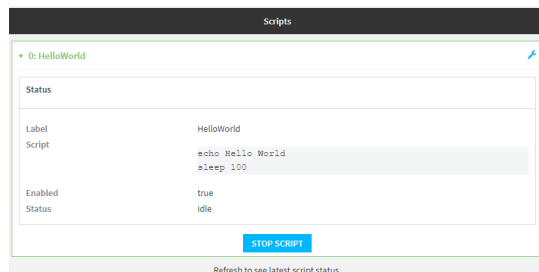 Scripts
0: HelloWorld
Status
Label HelloWorld
Script
echo Hello World
sleep 100
Enabled true
Status idle
STOP SCRIPT
Refresh to see latest script status